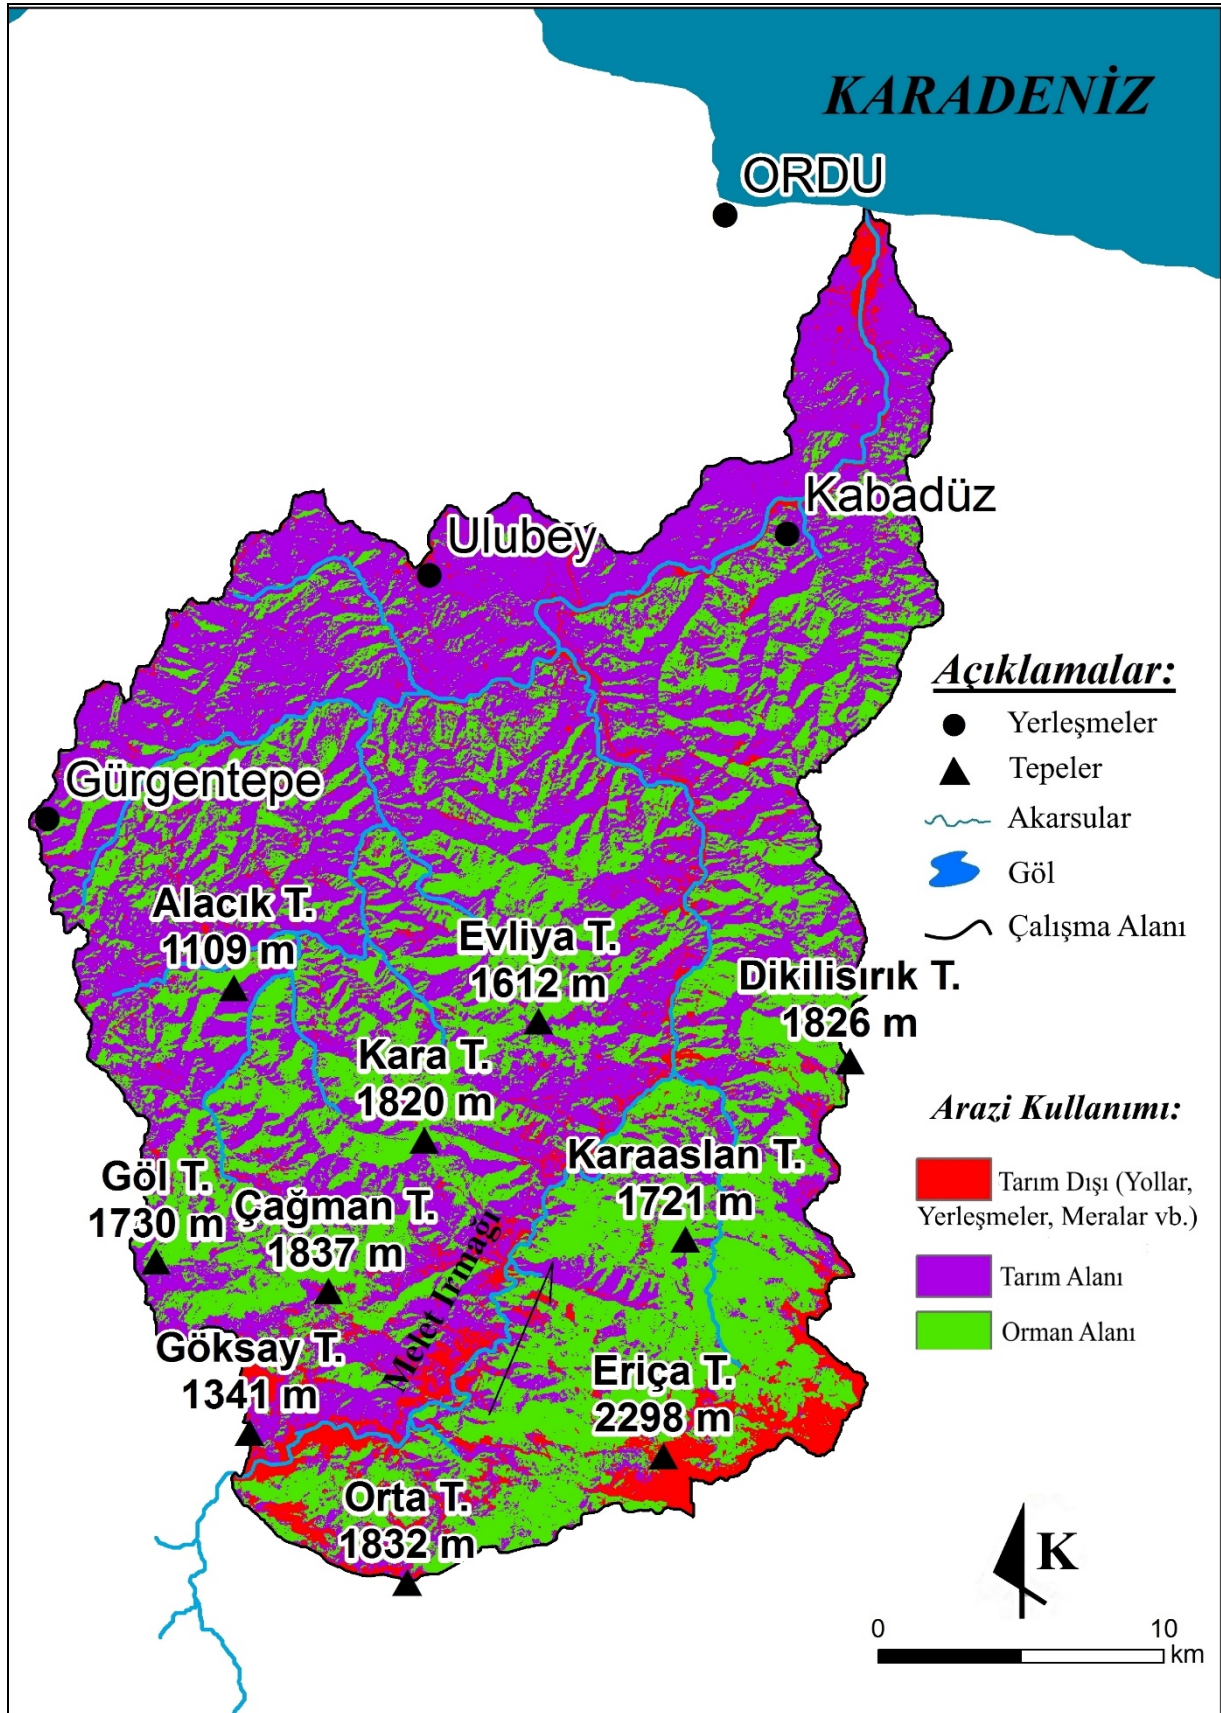 KARADENİZ
ORDU
Kabadüz
Ulubey
Gürgentepe
Açıklamalar:
Yerleşmeler
Tepeler
Akarsular
Göl
Çalışma Alanı
Alacık T.
1109 m
Evliya T.
1612 m
Dikilisırık T.
1826 m
Kara T.
1820 m
Karaaslan T.
1721 m
Göl T.
1730 m
Çağman T.
1837 m
Melet Irmağı
Göksay T.
1341 m
Eriça T.
2298 m
Orta T.
1832 m
Arazi Kullanımı:
Tarım Dışı (Yollar,
Yerleşmeler, Meralar vb.)
Tarım Alanı
Orman Alanı
K
0 10
km